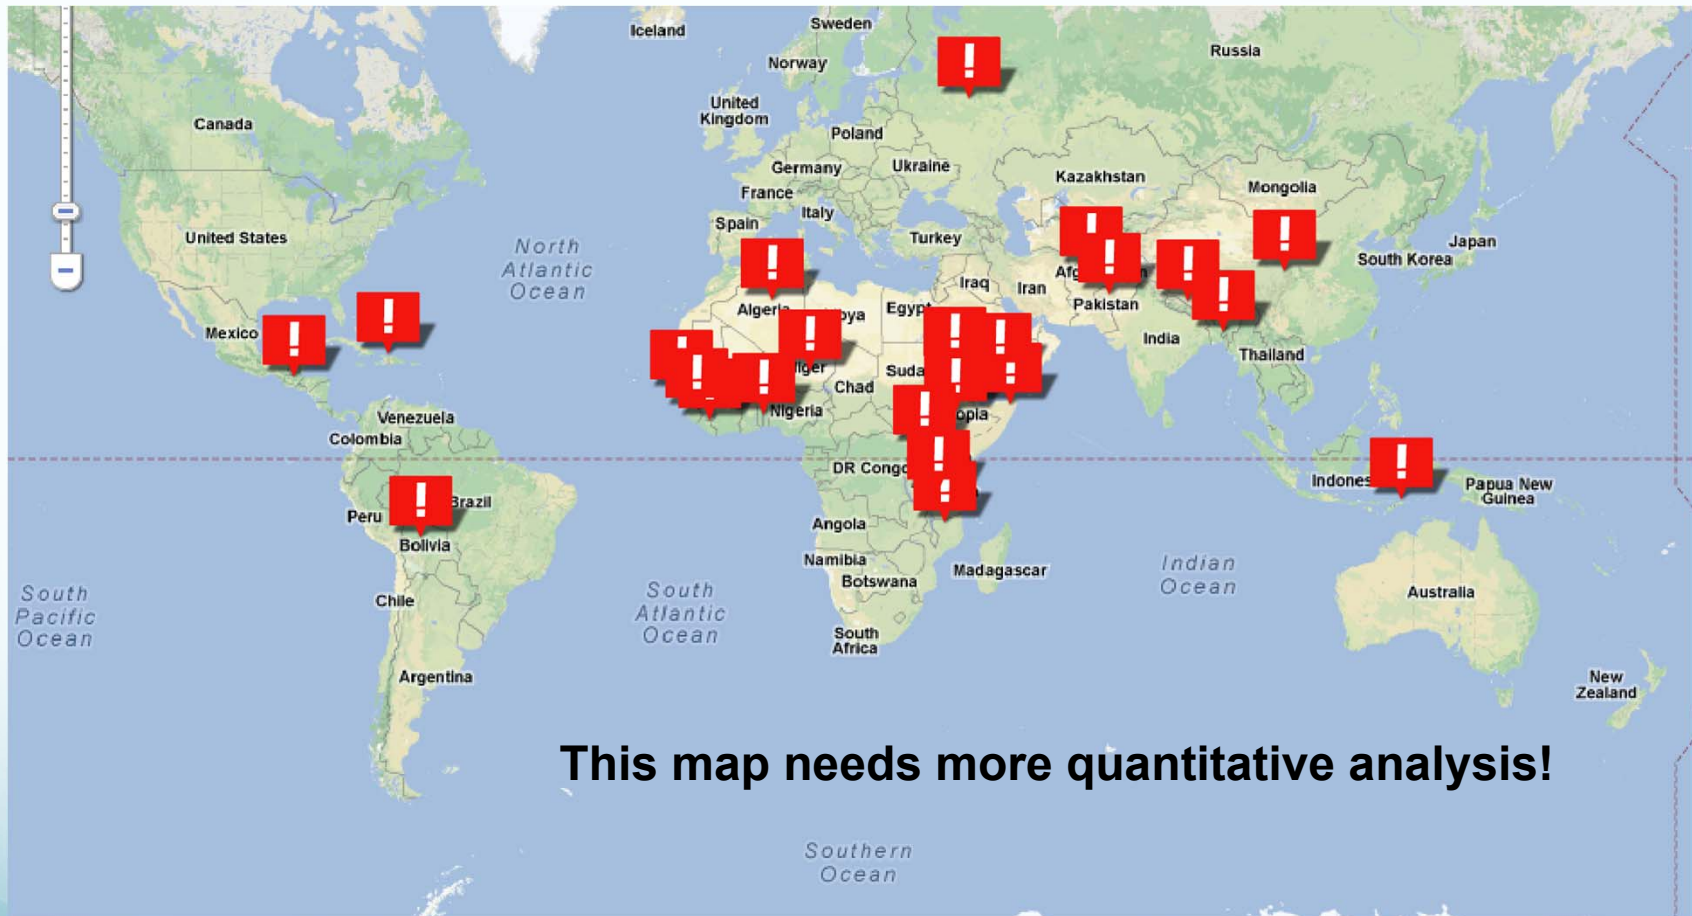 Iceland
Sweden
Norway
Russia
United
Kingdom
Canada
Poland
Germany
Ukraine
France
Kazakhstan
Mongolia
Spain
Italy
United States
North
Atlantic
Ocean
Turkey
Japan
South Korea
Iraq
Iran
Pakistan
Egypt
Mexico
India
Thailand
Chad
Nigeria
Venezuela
Colombia
DR Congo
Brazil
Peru
Papua New
Guinea
Angola
Bolivia
Namibia
Botswana
Madagascar
Indian
Ocean
South
Pacific
Ocean
Chile
South
Atlantic
Ocean
Australia
South
Africa
Argentina
New
Zealand
This map needs more quantitative analysis!
Southern
Ocean